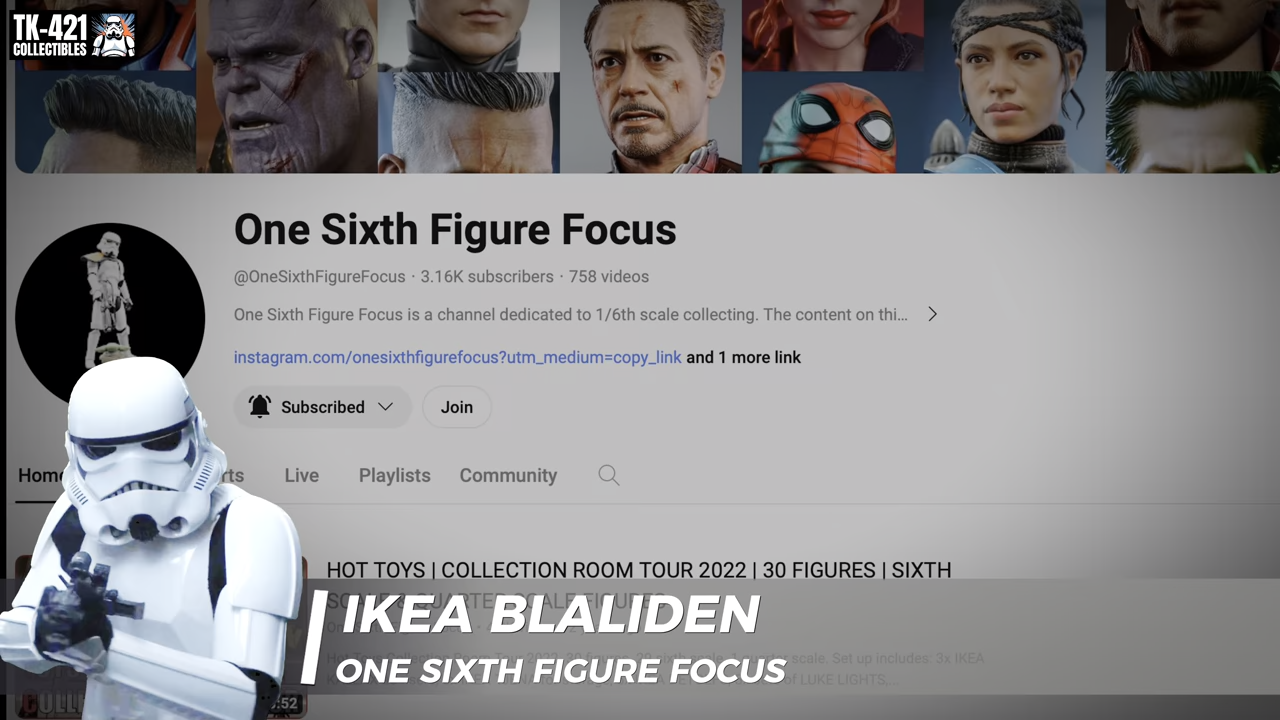 TK-421
COLLECTIBLES
One Sixth Figure Focus
@OneSixthFigureFocus · 3.16K subscribers · 758 videos
One Sixth Figure Focus is a channel dedicated to 1/6th scale collecting. The content on thi...
instagram.com/onesixthfigurefocus?utm_medium=copy_link and 1 more link
Subscribed
Join
Home
rts
Live
Playlists
Community
HOT TOYS | COLLECTION ROOM TOUR 2022 | 30 FIGURES | SIXTH
IKEA BLALIDEN
ONE SIXTH FIGURE FOCUS
:52